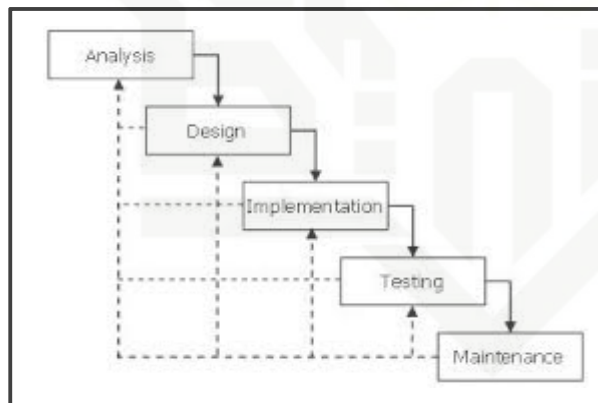 Analysis
Design
Implementation
Testing
Maintenance